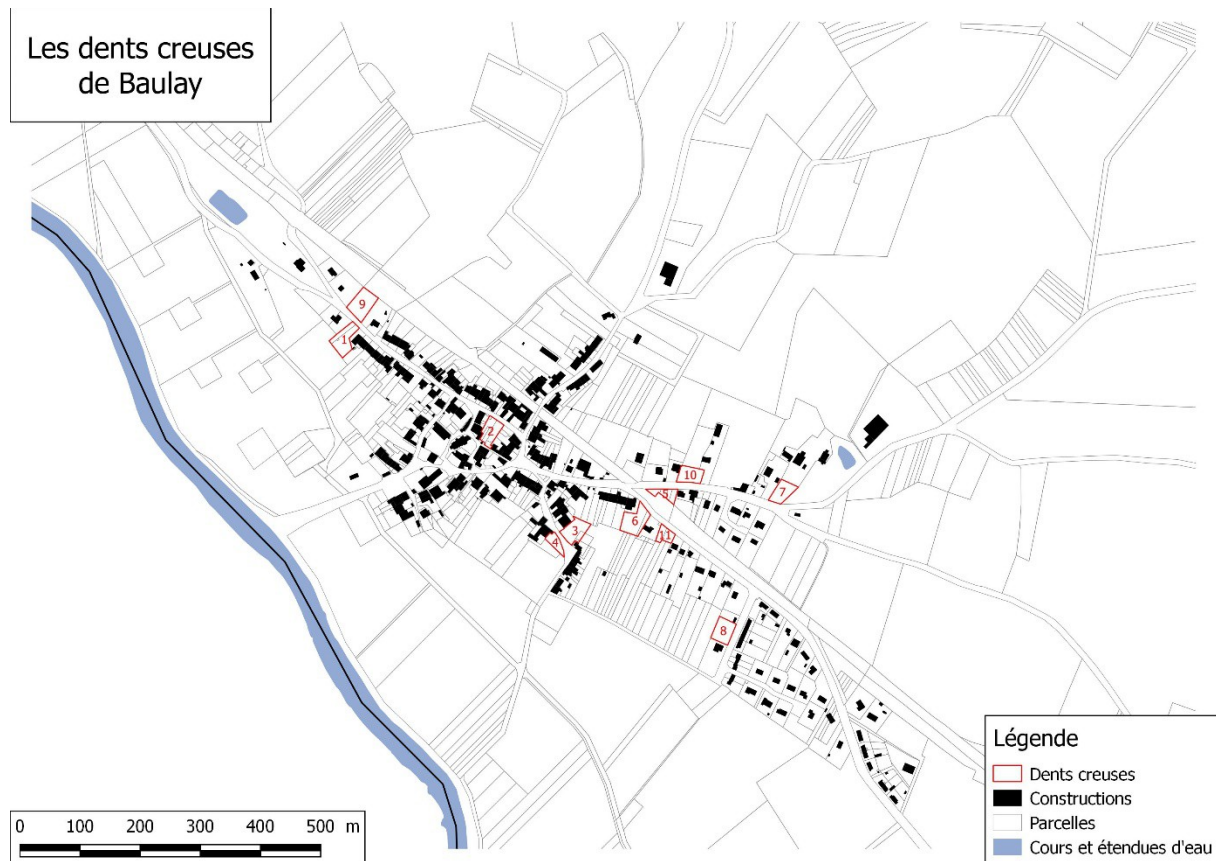 Les dents creuses
de Baulay
9
1
2
10
5
7
6
3
11
4
8
Légende
Dents creuses
Constructions
Parcelles
Cours et étendues d'eau
0 100 200 300 400 500 m